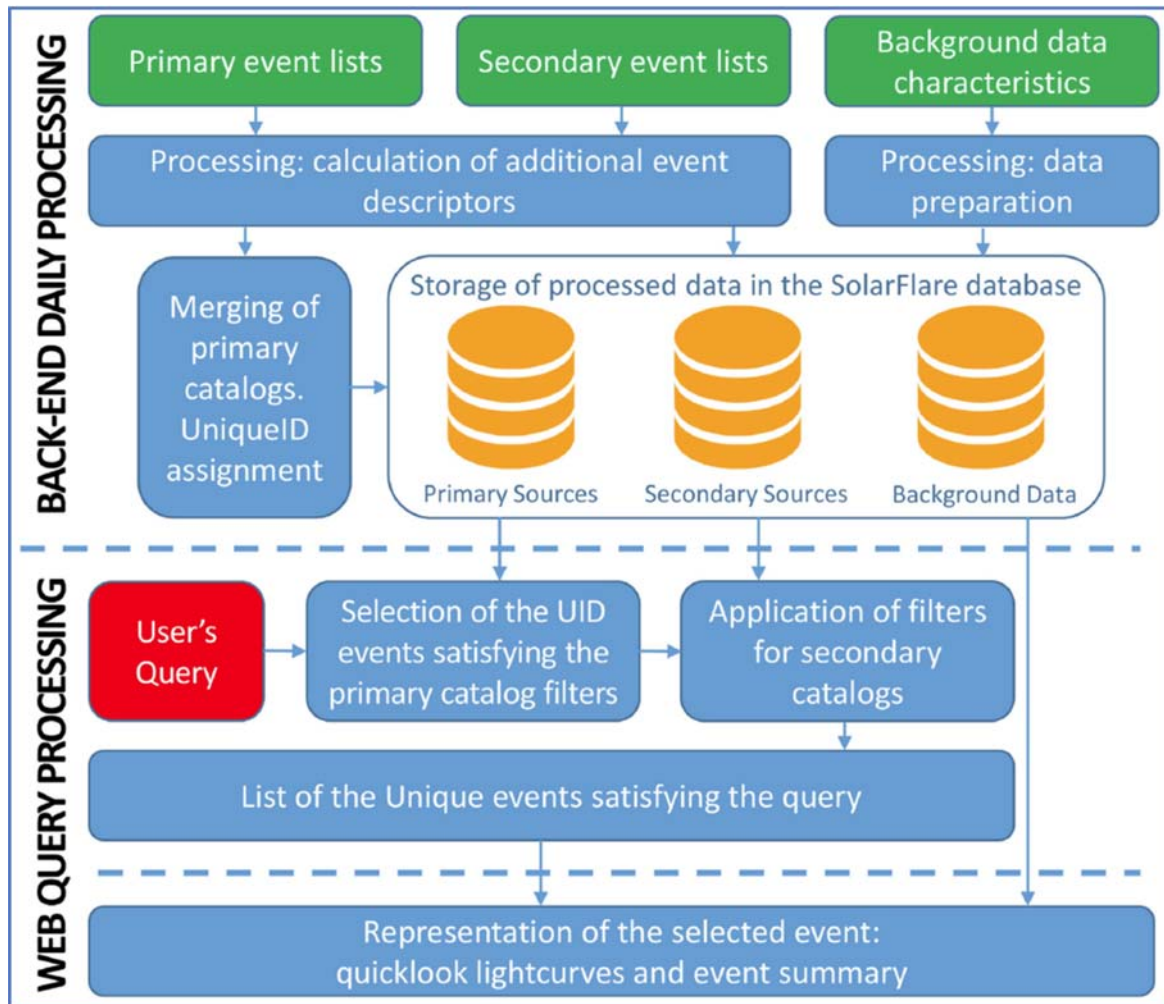 BACK-END DAILY PROCESSING
Primary event lists
Secondary event lists
Background data
characteristics
Processing: calculation of additional event
descriptors
Processing: data
preparation
Merging of
primary
catalogs.
UniqueID
assignment
Storage of processed data in the SolarFlare database
Primary Sources
Secondary Sources
Background Data
WEB QUERY PROCESSING
User's
Query
Selection of the UID
events satisfying the
primary catalog filters
Application of filters
for secondary
catalogs
List of the Unique events satisfying the query
Representation of the selected event:
quicklook lightcurves and event summary